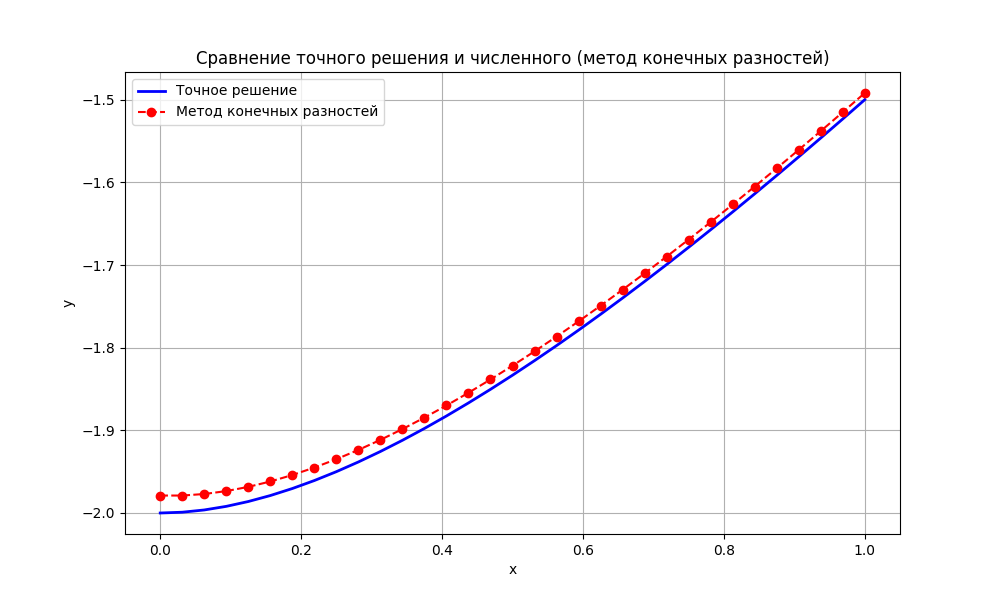 Сравнение точного решения и численного (метод конечных разностей)
Точное решение
Метод конечных разностей
y
−1.5
−1.6
−1.7
−1.8
−1.9
−2.0
0.0 0.2 0.4 0.6 0.8 1.0
x